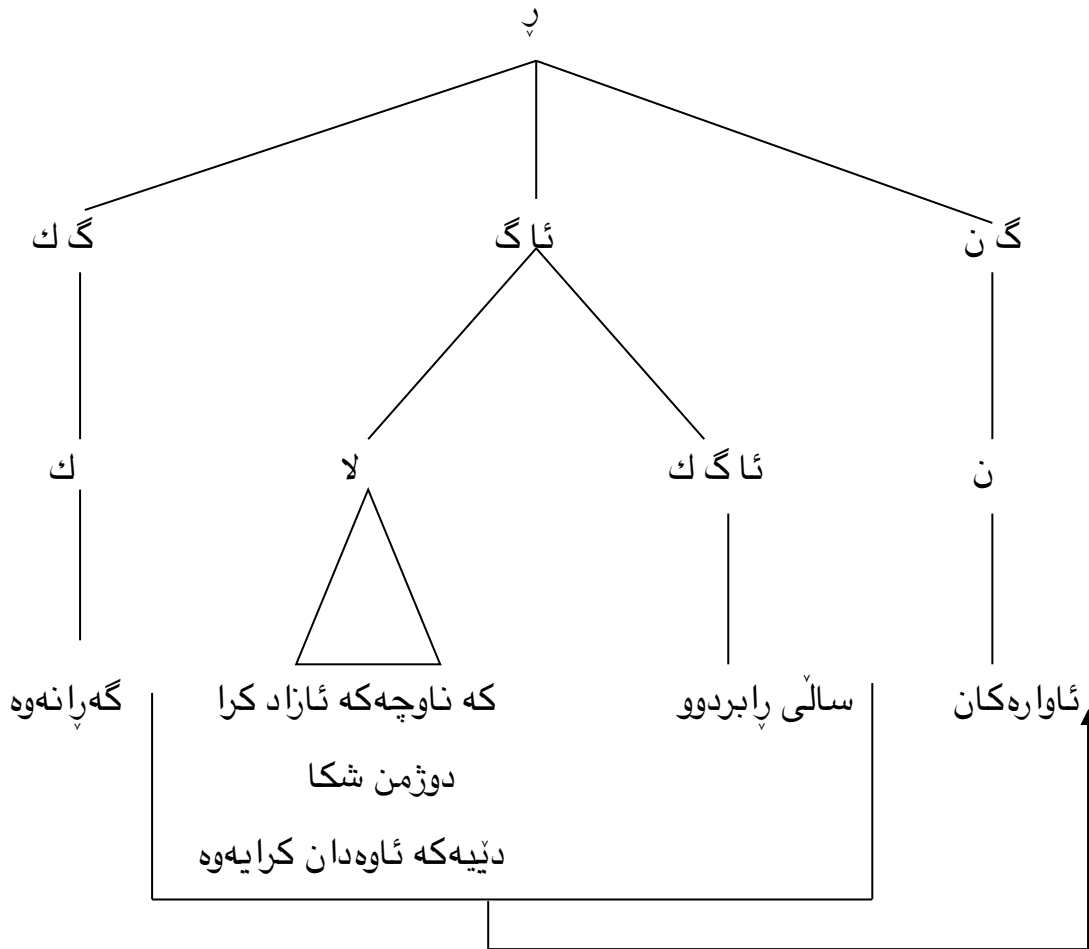 ڕ
گ ن ئا گ گ ك
ن ئا گ ك لا ك
ئاوارەکان ساڵی ڕابردوو کە ناوچەکە ئازاد کرا گەڕانەوە
دوژمن شکا
دێیەکە ئاوەدان کرایەوە